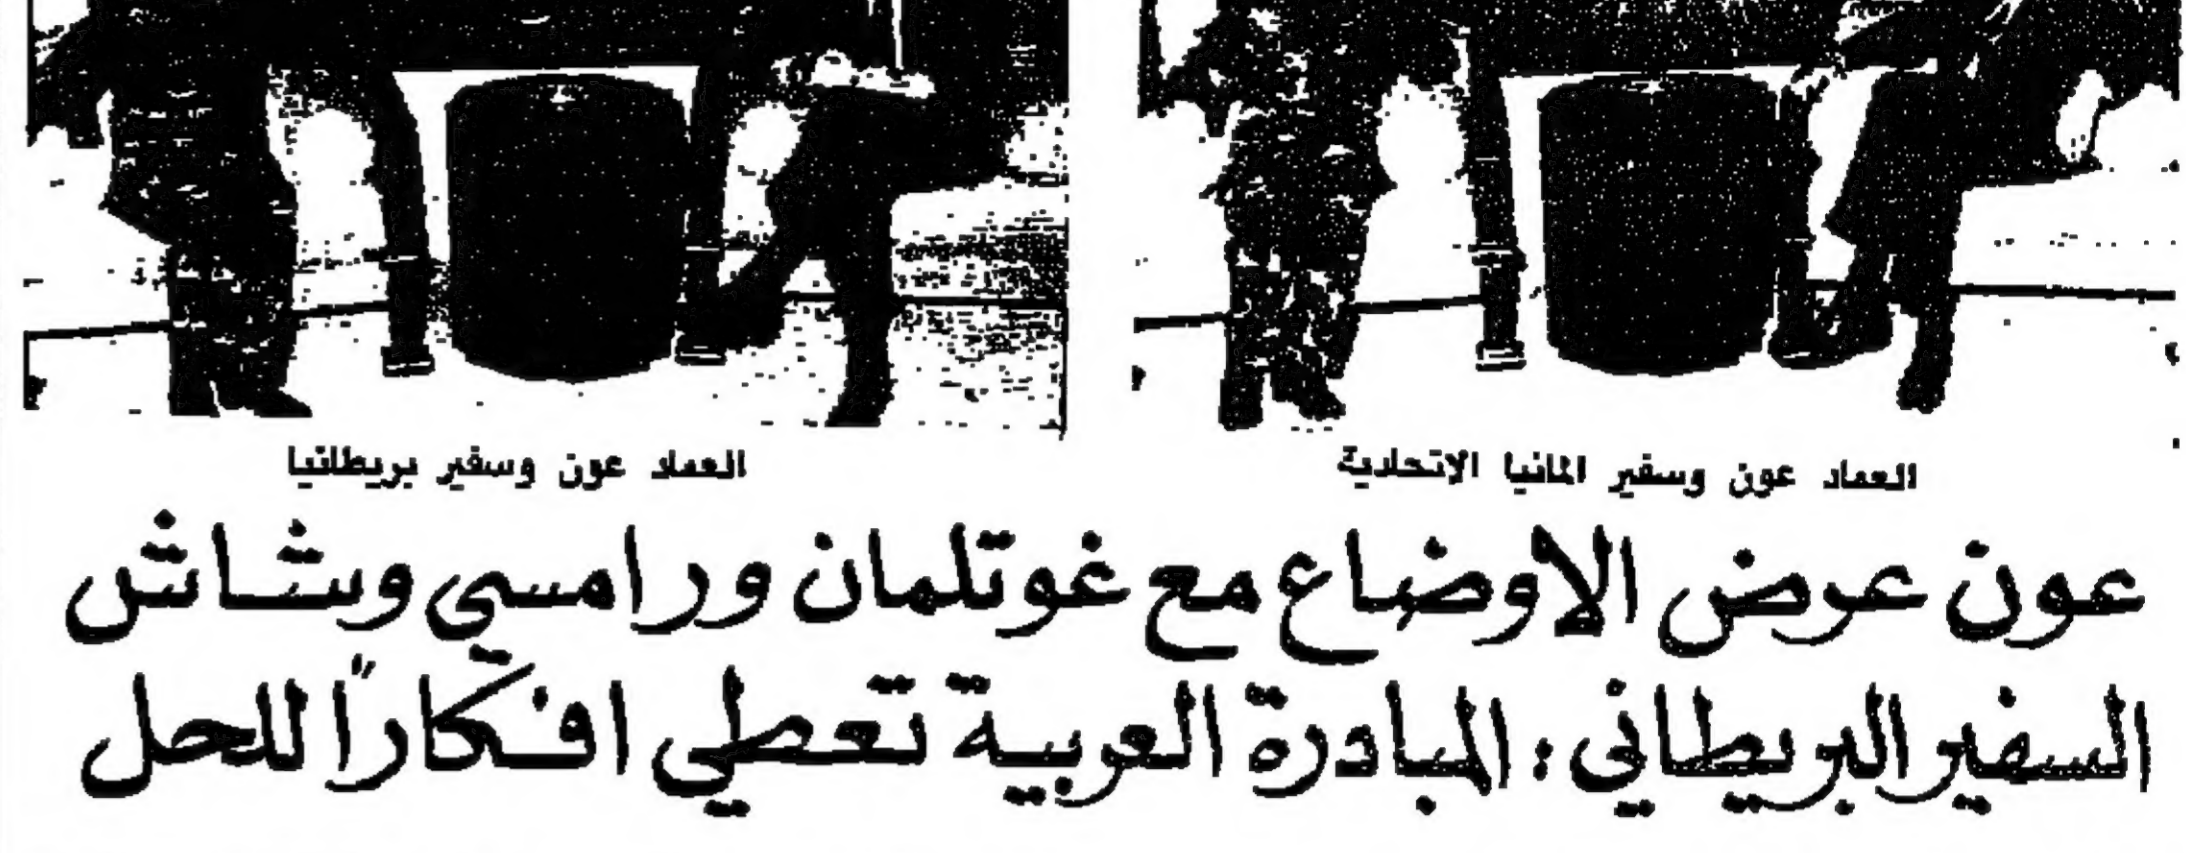 العماد عون وسفير المانيا الاتحادية
العماد عون وسفير بريطانيا
عون عرض الاوضاع مع غوتلمان ورامسي وشاش
السفير البريطاني: المبادرة العربية تعطي افكاراً للحل